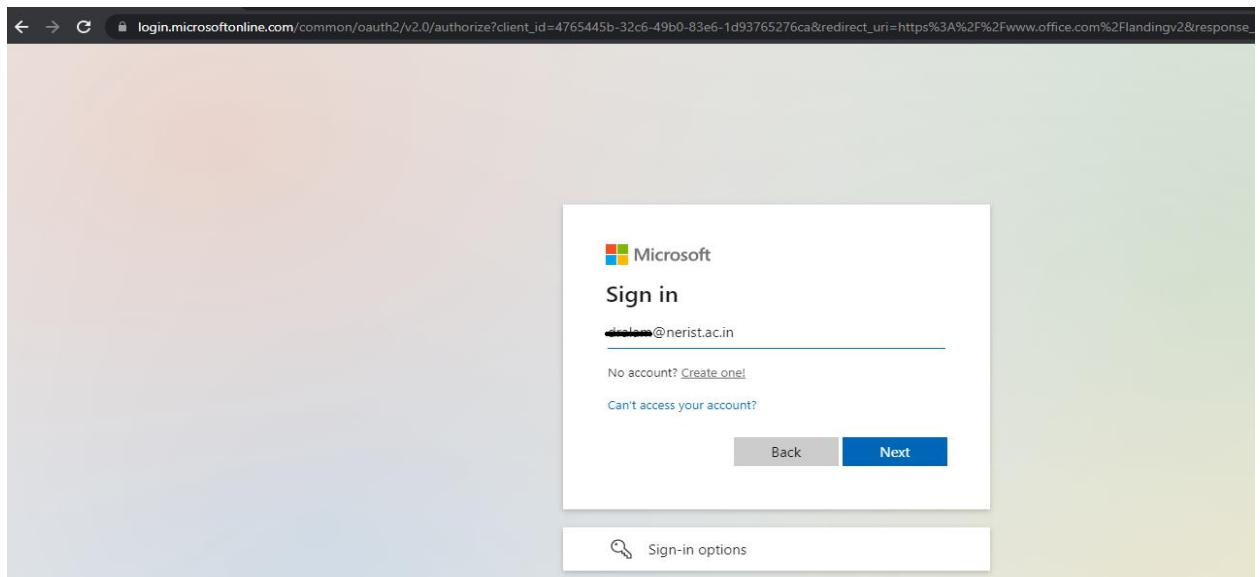 login.microsoftonline.com/common/oauth2/v2.0/authorize?client_id=4765445b-32c6-49b0-83e6-1d93765276ca&redirect_uri=https%3A%2F%2Fwww.office.com%2Flandingv2&response_
Microsoft
Sign in
@nerist.ac.in
No account? Create one!
Can't access your account?
Back Next
Sign-in options